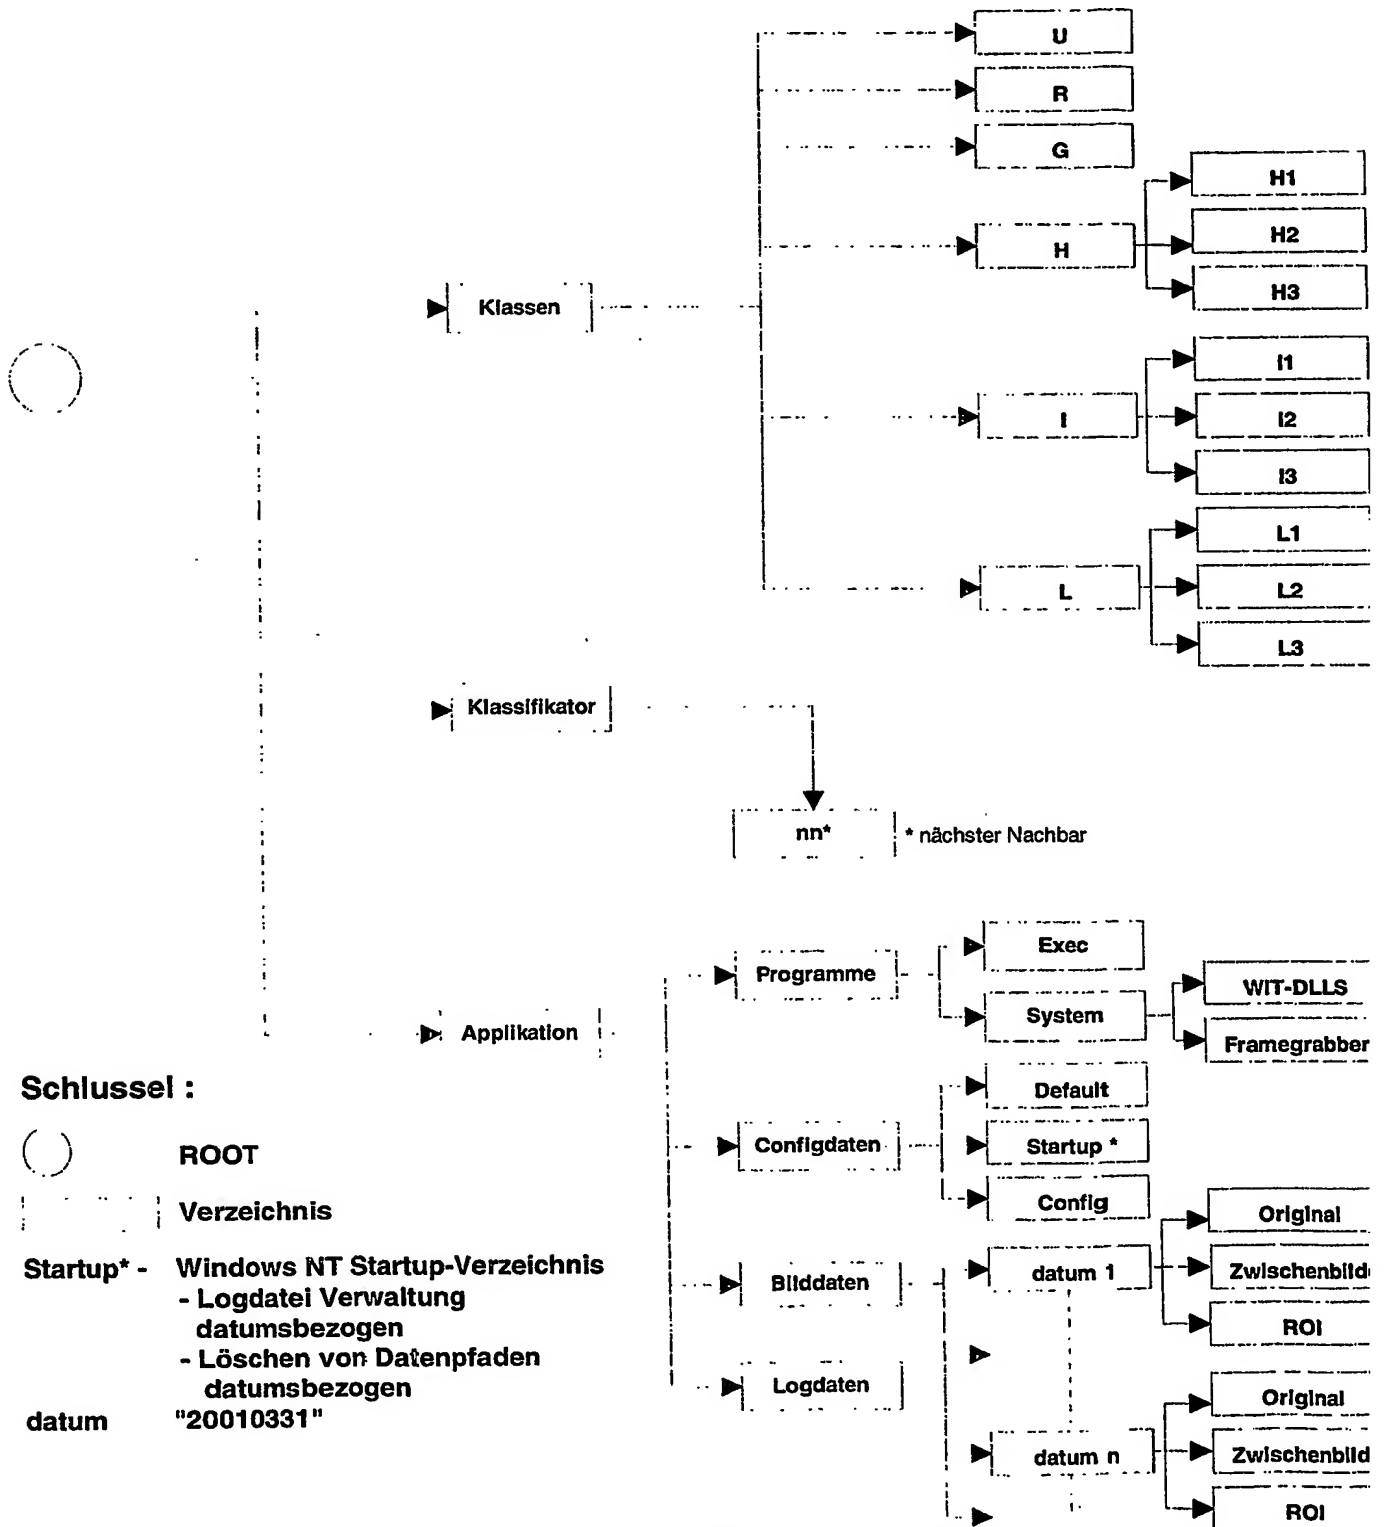 U
R
G
H
H1
H2
H3
Klassen
I
I1
I2
I3
L
L1
L2
L3
Klassifikator
nn*
* nächster Nachbar
Programme
Exec
System
WIT-DLLS
Framegrabber
Applikation
Configdaten
Default
Startup *
Config
Bilddaten
datum 1
Original
Zwischenbild
ROI
Logdaten
datum n
Original
Zwischenbild
ROI
Schlussel :
ROOT
Verzeichnis
Startup* - Windows NT Startup-Verzeichnis
- Logdatei Verwaltung
datumsbezogen
- Löschen von Datenpfaden
datumsbezogen
datum "20010331"